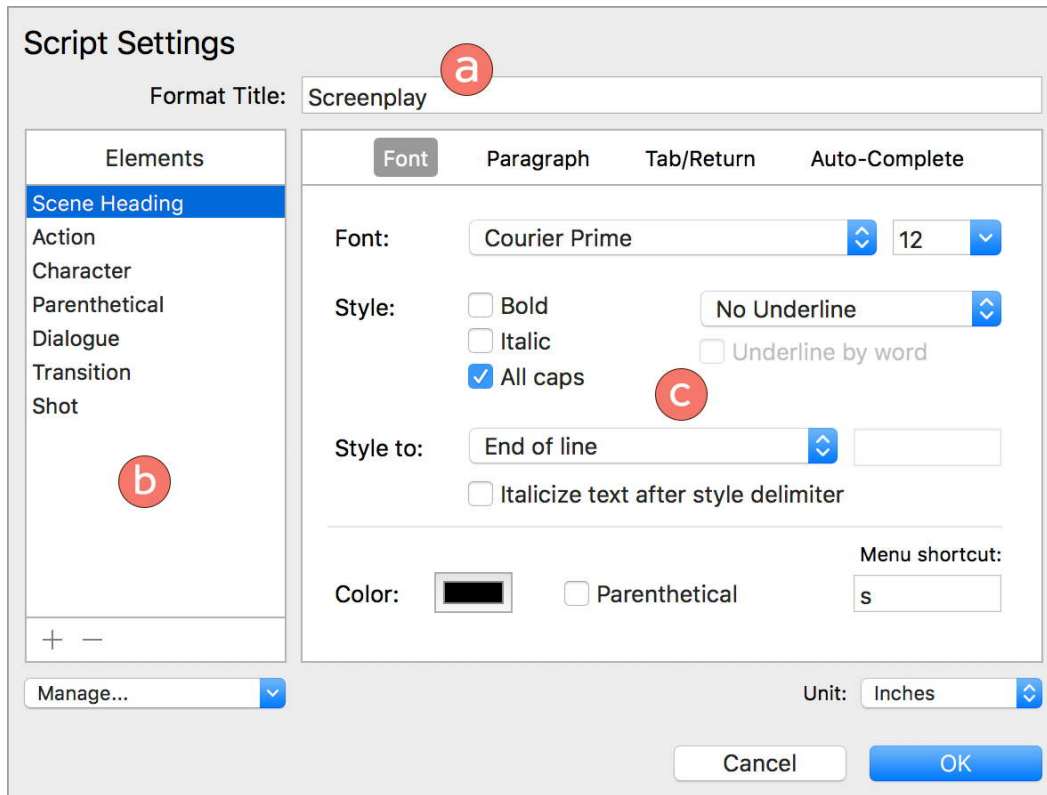 Script Settings
a
Format Title: Screenplay
Elements
Font Paragraph Tab/Return Auto-Complete
Scene Heading
Action
Character
Parenthetical
Dialogue
Transition
Shot
b
Font: Courier Prime 12
Style: Bold No Underline
Italic Underline by word
All caps
c
Style to: End of line
Italicize text after style delimiter
Menu shortcut:
Color: Parenthetical s
+ −
Manage... Unit: Inches
Cancel OK